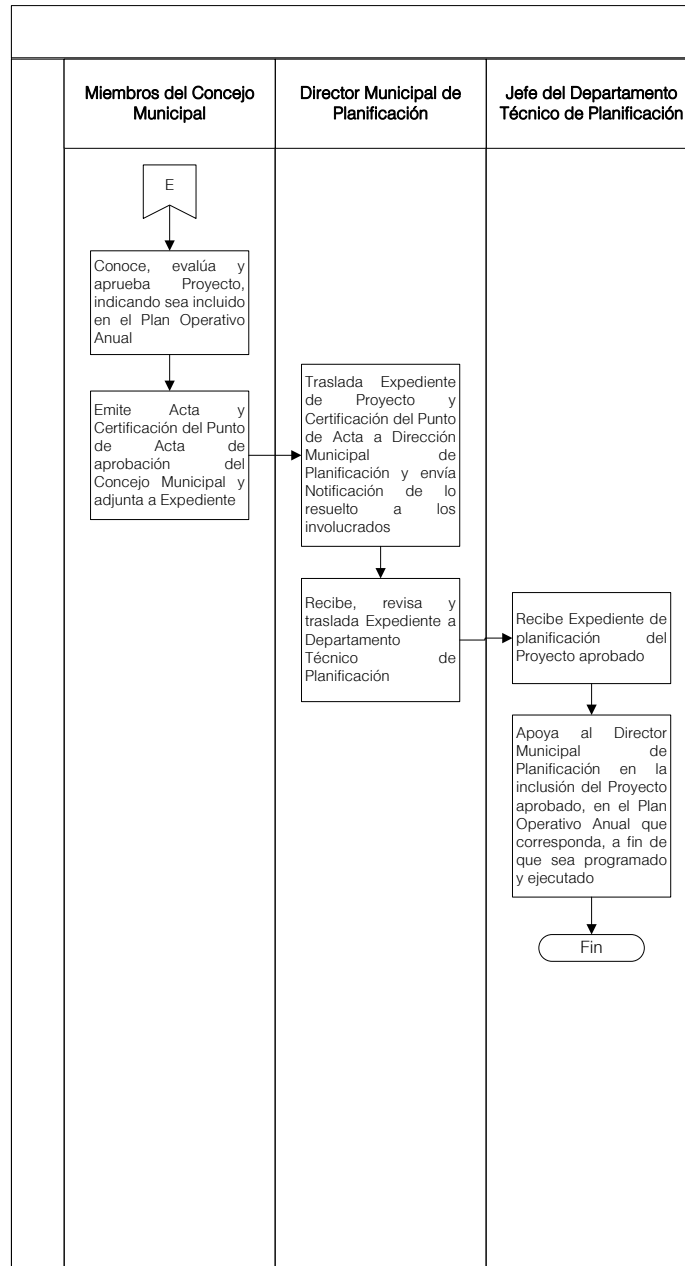 Miembros del Concejo
Municipal
Director Municipal de
Planificación
Jefe del Departamento
Técnico de Planificación
E
Conoce, evalúa y
aprueba Proyecto,
indicando sea incluido
en el Plan Operativo
Anual
Emite Acta y
Certificación del Punto
de Acta de
aprobación del
Concejo Municipal y
adjunta a Expediente
Traslada Expediente
de Proyecto y
Certificación del Punto
de Acta a Dirección
Municipal de
Planificación y envía
Notificación de lo
resuelto a los
involucrados
Recibe, revisa y
traslada Expediente a
Departamento
Técnico de
Planificación
Recibe Expediente de
planificación del
Proyecto aprobado
Apoya al Director
Municipal de
Planificación en la
inclusión del Proyecto
aprobado, en el Plan
Operativo Anual que
corresponda, a fin de
que sea programado
y ejecutado
Fin